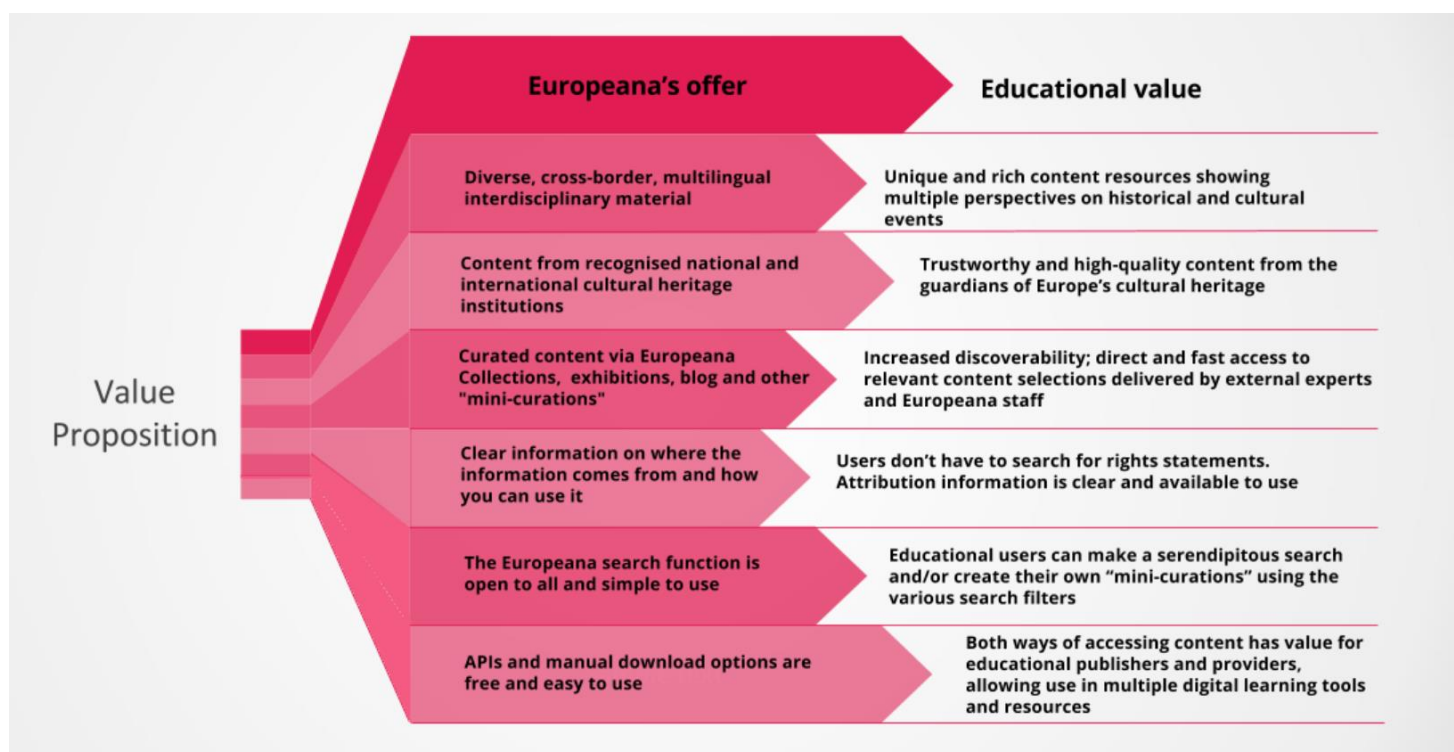 Value
Proposition
Europeana’s offer
Educational value
Diverse, cross-border, multilingual
interdisciplinary material
Unique and rich content resources showing
multiple perspectives on historical and cultural
events
Content from recognised national and
international cultural heritage
institutions
Trustworthy and high-quality content from the
guardians of Europe’s cultural heritage
Curated content via Europeana
Collections, exhibitions, blog and other
"mini-curations"
Increased discoverability; direct and fast access to
relevant content selections delivered by external experts
and Europeana staff
Clear information on where the
information comes from and how
you can use it
Users don’t have to search for rights statements.
Attribution information is clear and available to use
The Europeana search function is
open to all and simple to use
Educational users can make a serendipitous search
and/or create their own “mini-curations” using the
various search filters
APIs and manual download options are
free and easy to use
Both ways of accessing content has value for
educational publishers and providers,
allowing use in multiple digital learning tools
and resources